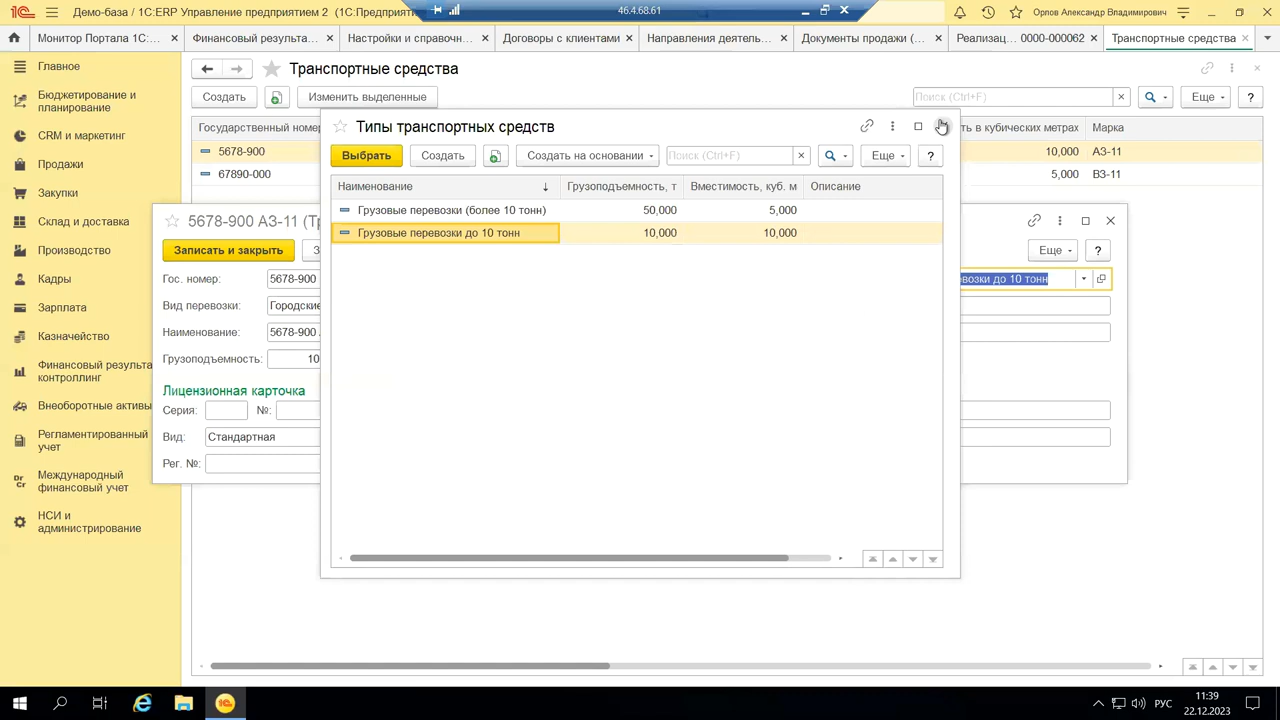 Демо-база / 1С:ERP Управление предприятием 2 (1С:Предприяти
46.4.68.61
Орлов Александр Владимирович
Монитор Портала 1С:...
Финансовый результа...
Настройки и справочн...
Договоры с клиентами
Направления деятель...
Документы продажи (...
Реализац... 0000-000062
Транспортные средства
Главное
Бюджетирование и
планирование
CRM и маркетинг
Продажи
Закупки
Склад и доставка
Производство
Кадры
Зарплата
Казначейство
Финансовый результа
контроллинг
Внеоборотные активы
Регламентированный
учет
Международный
финансовый учет
НСИ и
администрирование
Транспортные средства
Создать
Изменить выделенные
Поиск (Ctrl+F)
Еще
?
Государственный номер
ть в кубических метрах
Марка
5678-900
10,000
АЗ-11
67890-000
5,000
ВЗ-11
Типы транспортных средств
Выбрать
Создать
Создать на основании
Поиск (Ctrl+F)
Еще
?
Наименование
Грузоподъемность, т
Вместимость, куб. м
Описание
Грузовые перевозки (более 10 тонн)
50,000
5,000
Грузовые перевозки до 10 тонн
10,000
10,000
5678-900 АЗ-11 (Т
Записать и закрыть
З
Еще
?
Гос. номер:
5678-900
евозки до 10 тонн
Вид перевозки:
Городские
Наименование:
5678-900
Грузоподъемность:
10
Лицензионная карточка
Серия:
№:
Вид:
Стандартная
Рег. №:
РУС
11:39
22.12.2023